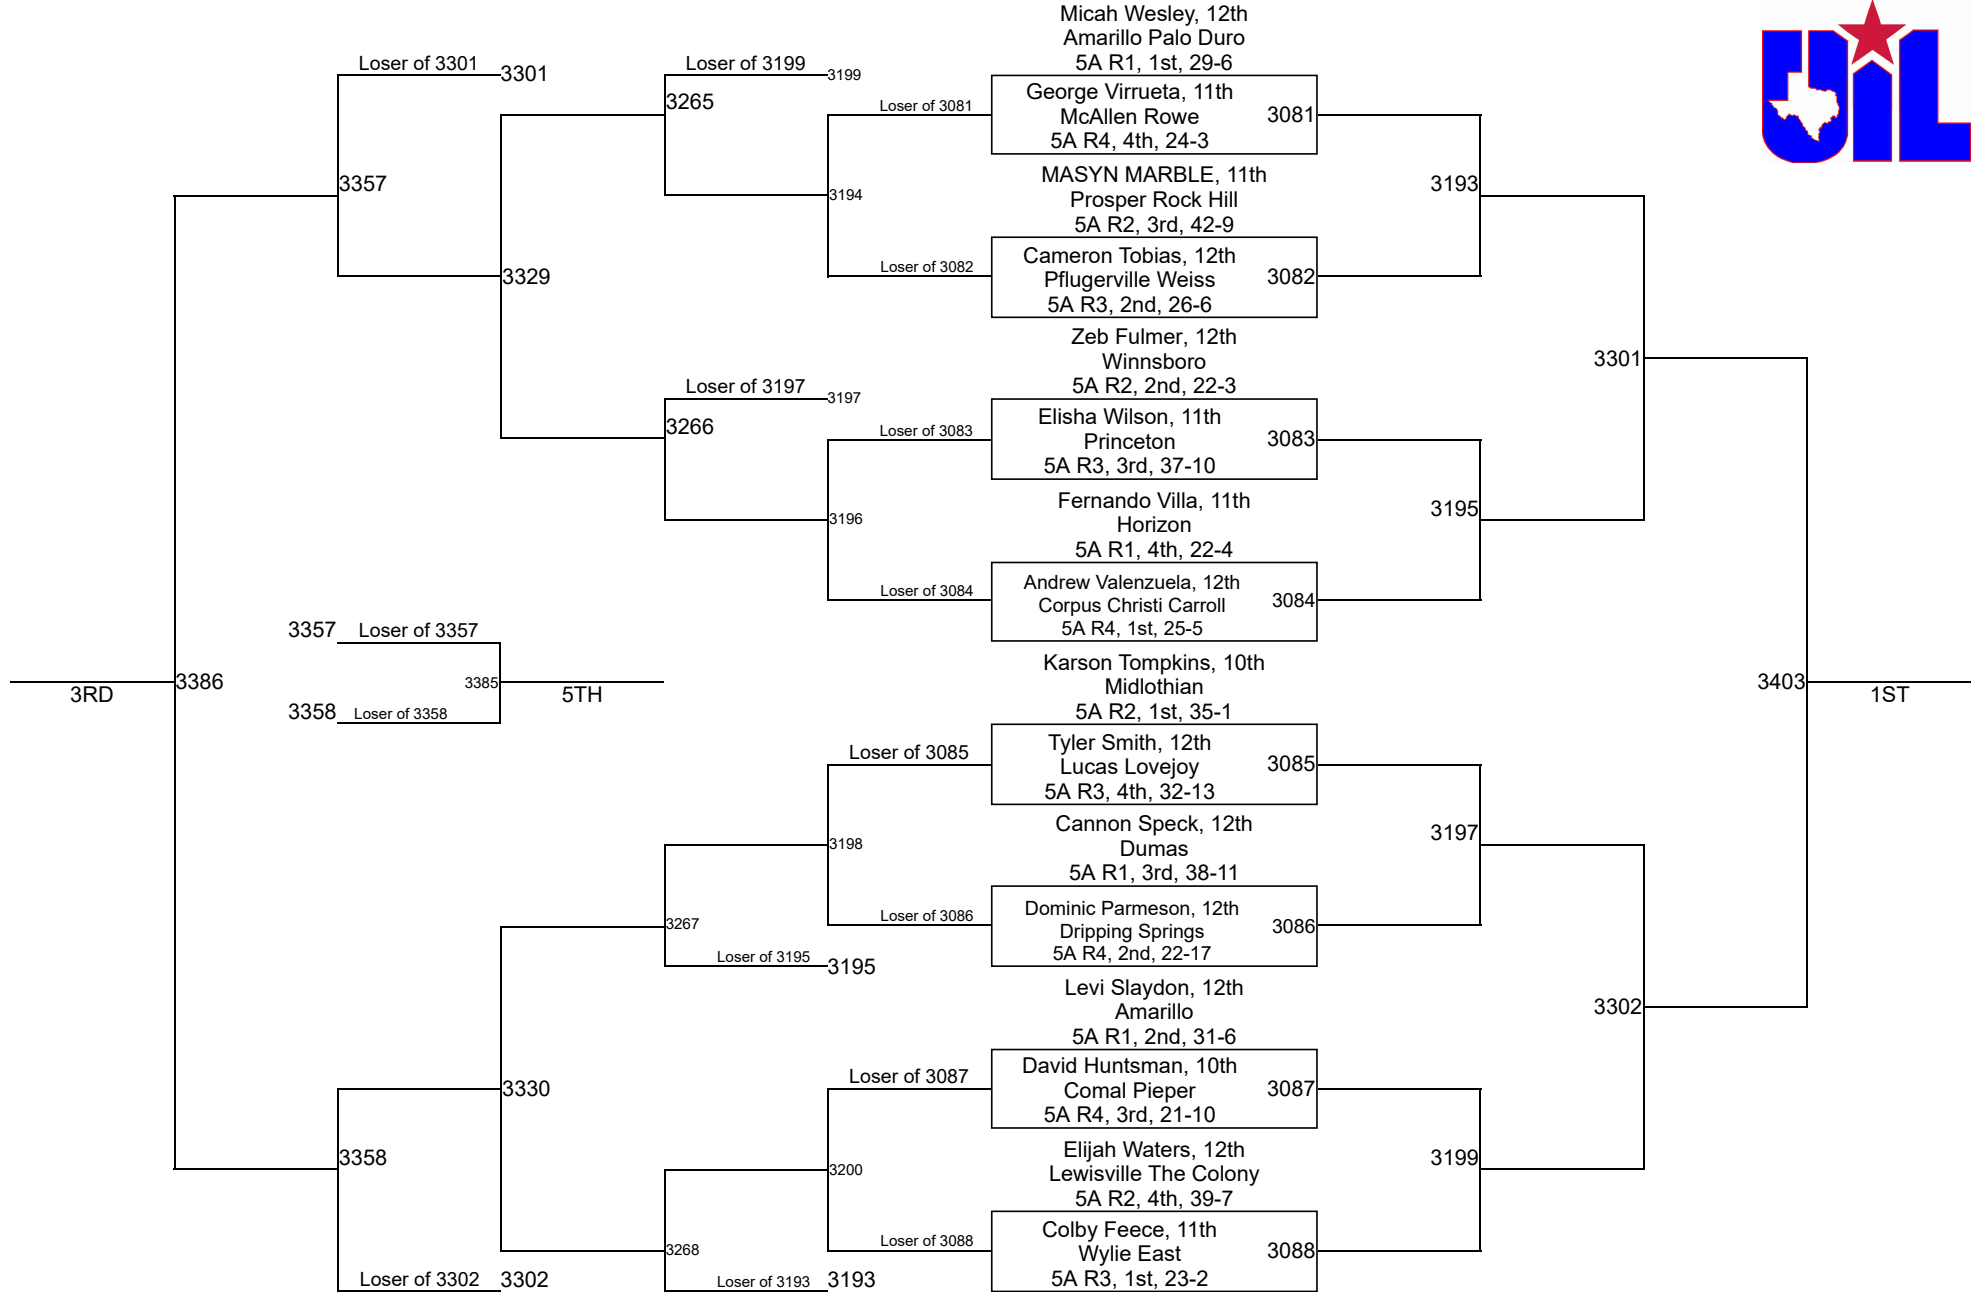 Micah Wesley, 12th
Amarillo Palo Duro
5A R1, 1st, 29-6
UIL
Loser of 3301 3301
Loser of 3199 3199
3265
Loser of 3081
George Virrueta, 11th
McAllen Rowe
5A R4, 4th, 24-3
3081
3357
3194
MASYN MARBLE, 11th
Prosper Rock Hill
5A R2, 3rd, 42-9
3193
3329
Loser of 3082
Cameron Tobias, 12th
Pflugerville Weiss
5A R3, 2nd, 26-6
3082
Zeb Fulmer, 12th
Winnsboro
5A R2, 2nd, 22-3
3301
Loser of 3197 3197
3266
Loser of 3083
Elisha Wilson, 11th
Princeton
5A R3, 3rd, 37-10
3083
3196
Fernando Villa, 11th
Horizon
5A R1, 4th, 22-4
3195
Loser of 3084
Andrew Valenzuela, 12th
Corpus Christi Carroll
5A R4, 1st, 25-5
3084
3357 Loser of 3357
3RD
3386
3385
5TH
3358 Loser of 3358
Karson Tompkins, 10th
Midlothian
5A R2, 1st, 35-1
3403
1ST
Loser of 3085
Tyler Smith, 12th
Lucas Lovejoy
5A R3, 4th, 32-13
3085
3198
Cannon Speck, 12th
Dumas
5A R1, 3rd, 38-11
3197
3267
Loser of 3086
Dominic Parmeson, 12th
Dripping Springs
5A R4, 2nd, 22-17
3086
Loser of 3195 3195
Levi Slaydon, 12th
Amarillo
5A R1, 2nd, 31-6
3302
3330
Loser of 3087
David Huntsman, 10th
Comal Pieper
5A R4, 3rd, 21-10
3087
3358
3200
Elijah Waters, 12th
Lewisville The Colony
5A R2, 4th, 39-7
3199
3268
Loser of 3088
Colby Feece, 11th
Wylie East
5A R3, 1st, 23-2
3088
Loser of 3302 3302
Loser of 3193 3193